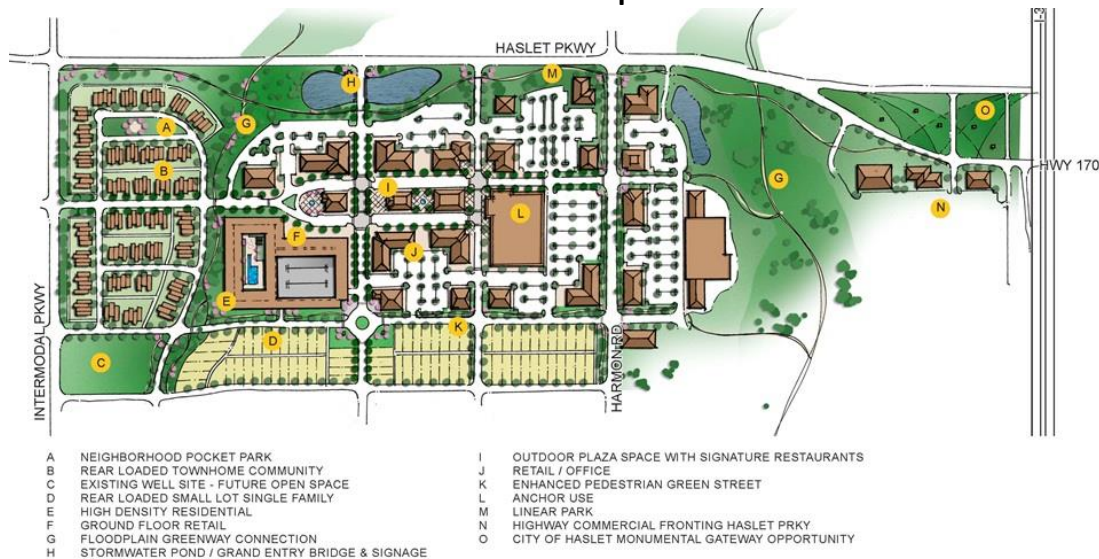 HASLET PKWY
I-3
H
M
G
A
O
B
HWY 170
I
G
L
N
F
J
E
K
D
C
INTERMODAL PKWY
HARMON RD
A NEIGHBORHOOD POCKET PARK
B REAR LOADED TOWNHOME COMMUNITY
C EXISTING WELL SITE - FUTURE OPEN SPACE
D REAR LOADED SMALL LOT SINGLE FAMILY
E HIGH DENSITY RESIDENTIAL
F GROUND FLOOR RETAIL
G FLOODPLAIN GREENWAY CONNECTION
H STORMWATER POND / GRAND ENTRY BRIDGE & SIGNAGE
I OUTDOOR PLAZA SPACE WITH SIGNATURE RESTAURANTS
J RETAIL / OFFICE
K ENHANCED PEDESTRIAN GREEN STREET
L ANCHOR USE
M LINEAR PARK
N HIGHWAY COMMERCIAL FRONTING HASLET PRKY
O CITY OF HASLET MONUMENTAL GATEWAY OPPORTUNITY